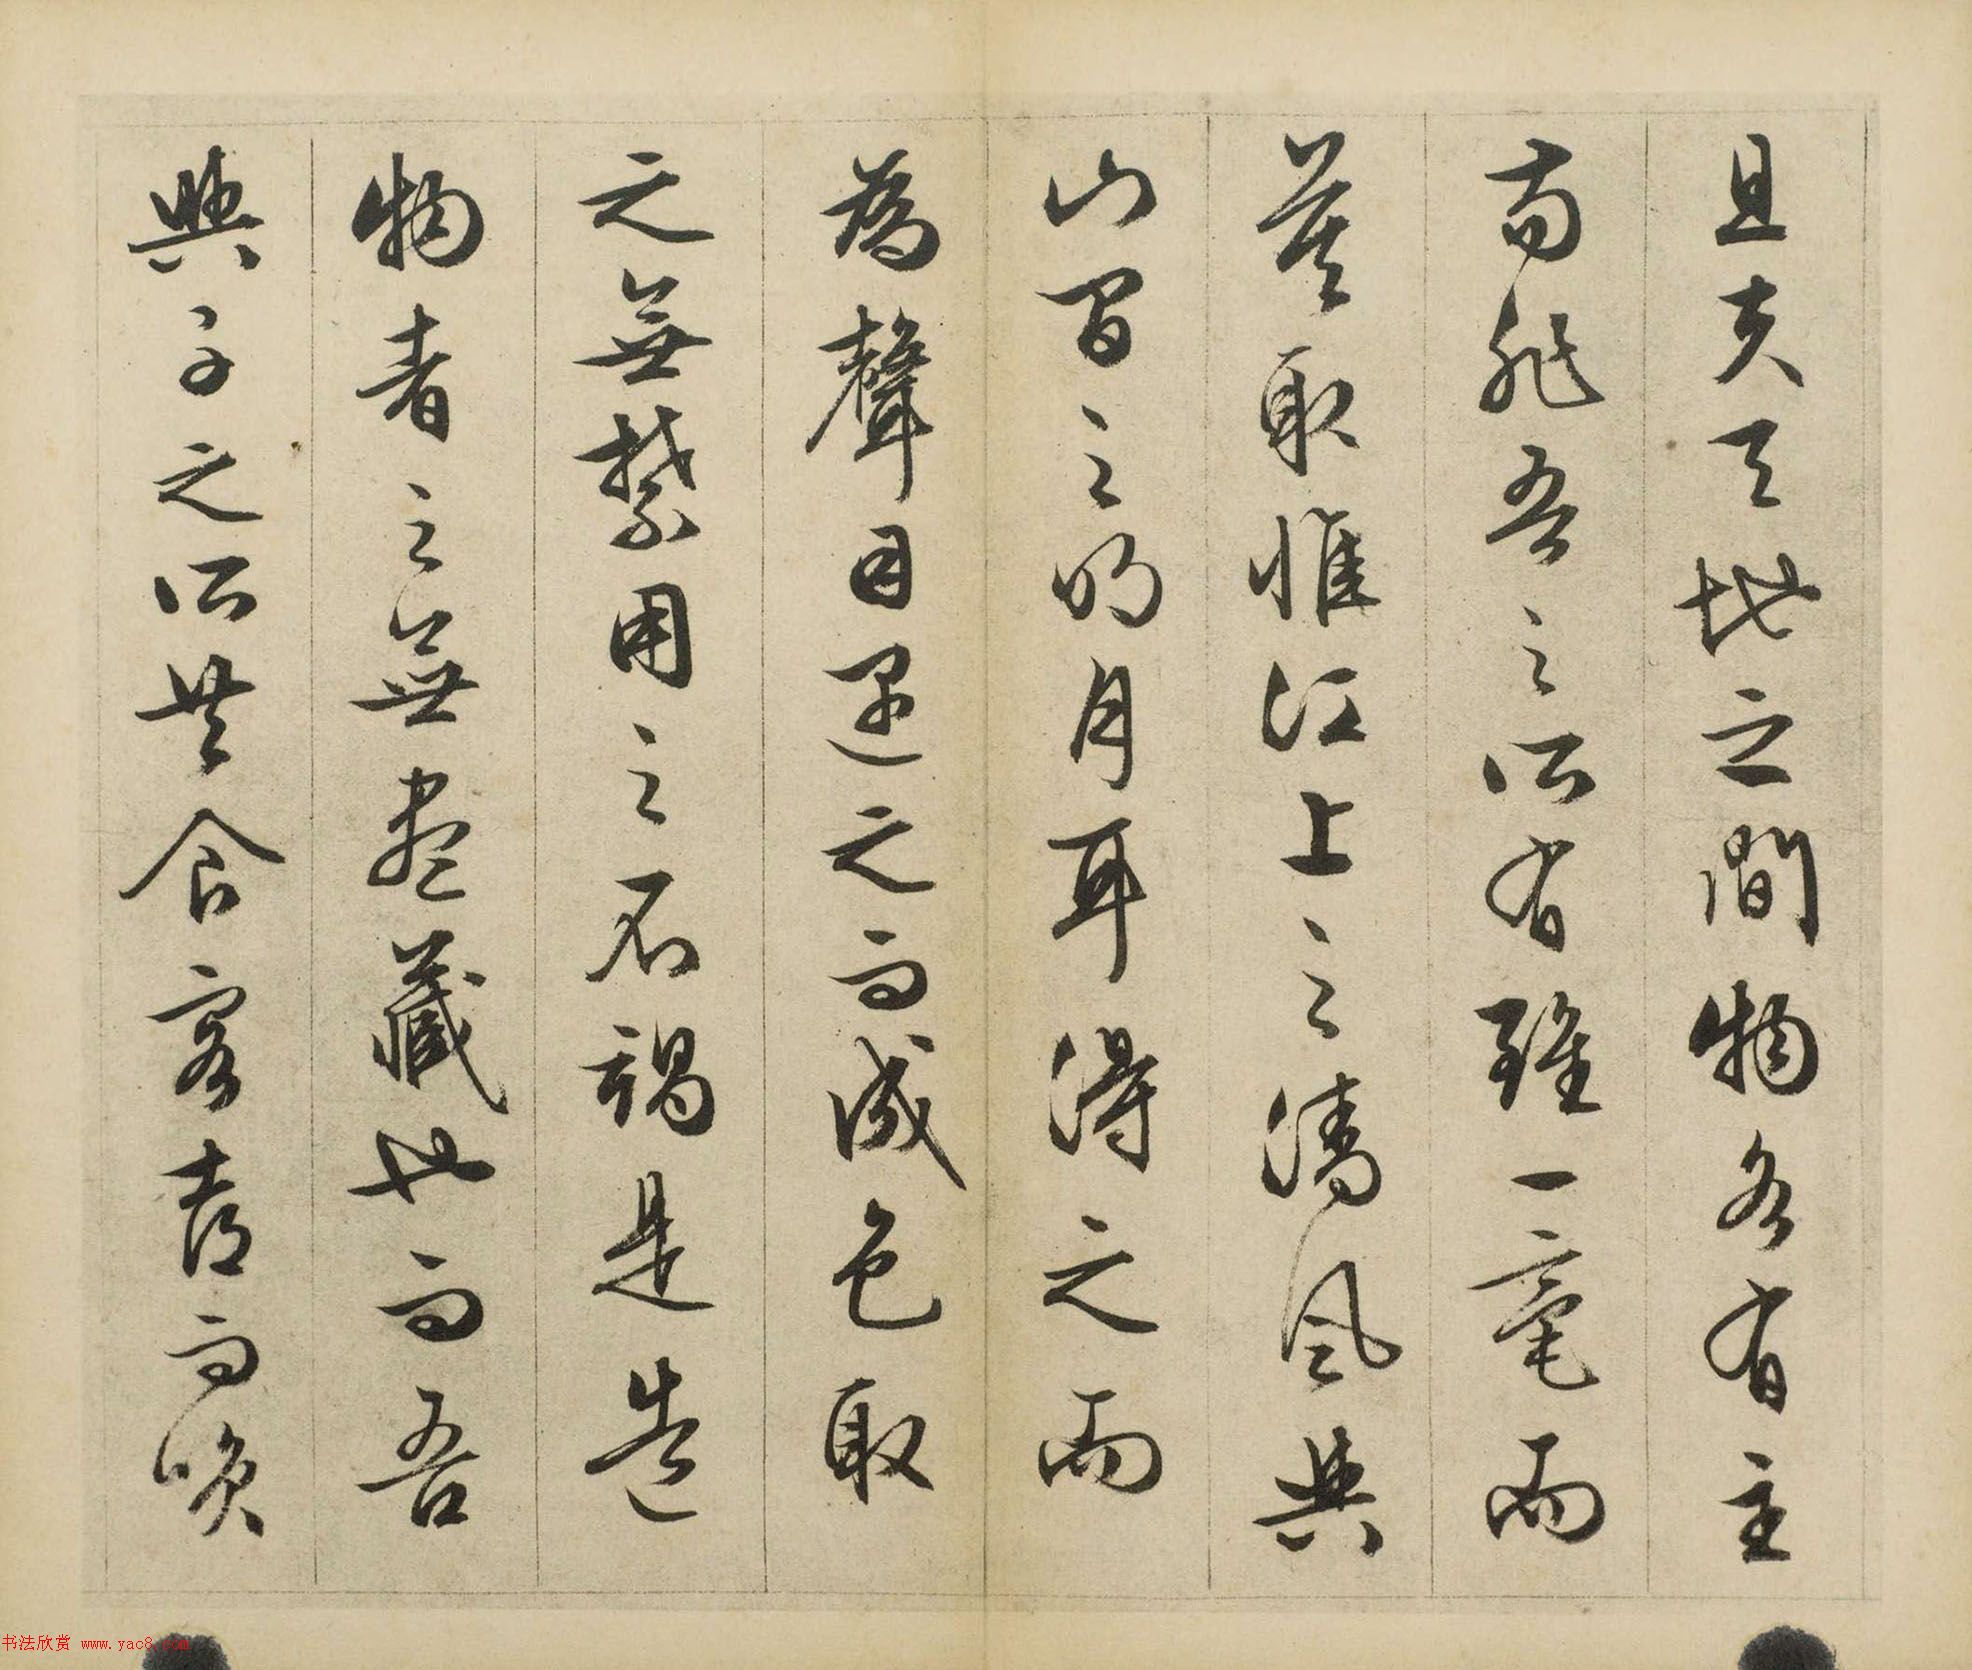 且夫天地之間物各有主
苟非吾之所有雖一毫而
莫取惟江上之清風與
山間之明月耳得之而
為聲目遇之而成色取
之無禁用之不竭是造
物者之無盡藏也而吾
與子之所共食客喜而笑
书法欣赏 www.yac8.com